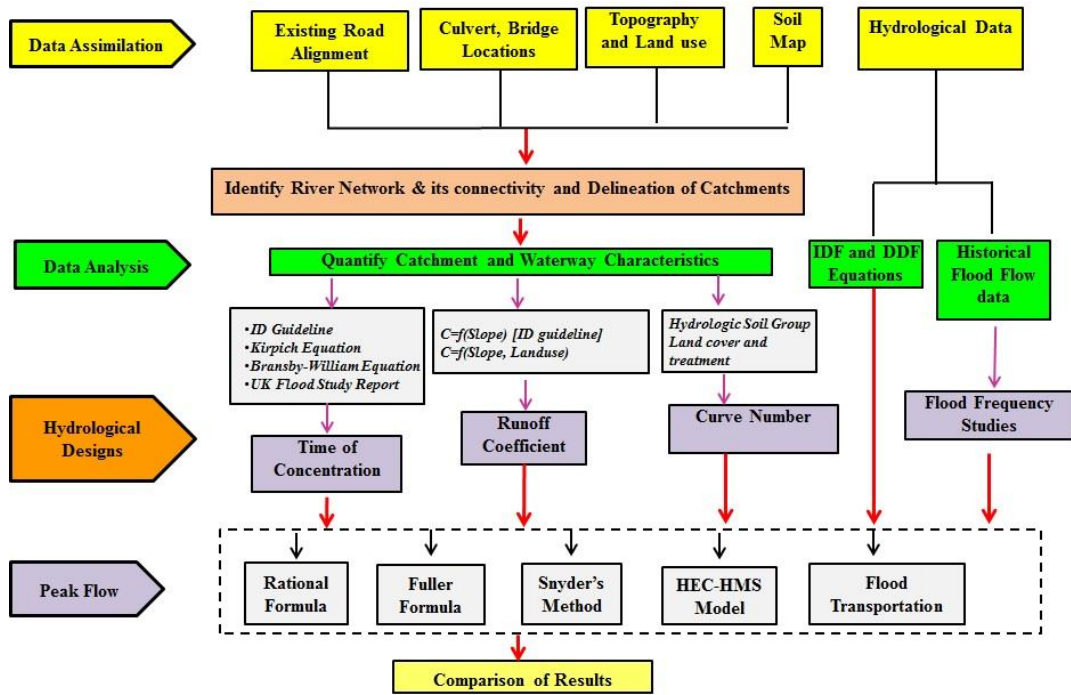 Data Assimilation
Existing Road
Alignment
Culvert, Bridge
Locations
Topography
and Land use
Soil
Map
Hydrological Data
Identify River Network & its connectivity and Delineation of Catchments
Data Analysis
Quantify Catchment and Waterway Characteristics
IDF and DDF
Equations
Historical
Flood Flow
data
•ID Guideline
•Kirpich Equation
•Bransby-William Equation
•UK Flood Study Report
C=f(Slope) [ID guideline]
C=f(Slope, Landuse)
Hydrologic Soil Group
Land cover and
treatment
Hydrological
Designs
Time of
Concentration
Runoff
Coefficient
Curve Number
Flood Frequency
Studies
Peak Flow
Rational
Formula
Fuller
Formula
Snyder's
Method
HEC-HMS
Model
Flood
Transportation
Comparison of Results